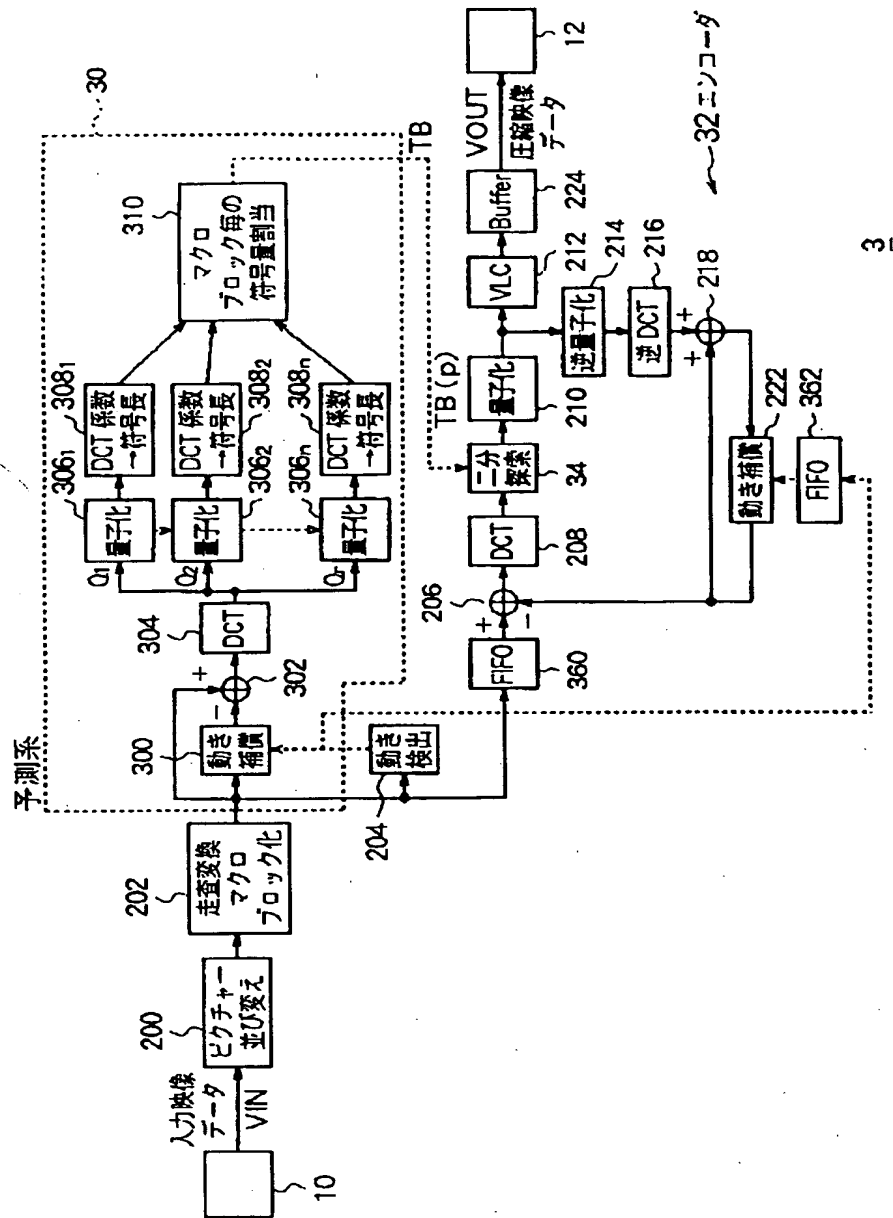 予測系
30
入力映像
データ
VIN
10
ピクチャー
並び変え
200
走査変換
マクロ
ブロック化
202
動き
補償
300
+
−
302
DCT
304
Q1
Q2
Qr
量子化
306₁
量子化
306₂
量子化
306n
DCT係数
→符号長
308₁
DCT係数
→符号長
308₂
DCT係数
→符号長
308n
マクロ
ブロック毎の
符号量割当
310
TB
動き
検出
204
FIFO
360
+
−
206
DCT
208
二分
探索
34
TB(p)
量子化
210
VLC
212
Buffer
224
VOUT
圧縮映像
データ
12
逆量子化
214
逆DCT
216
+
+
218
動き補償
222
FIFO
362
32エンコーダ
3